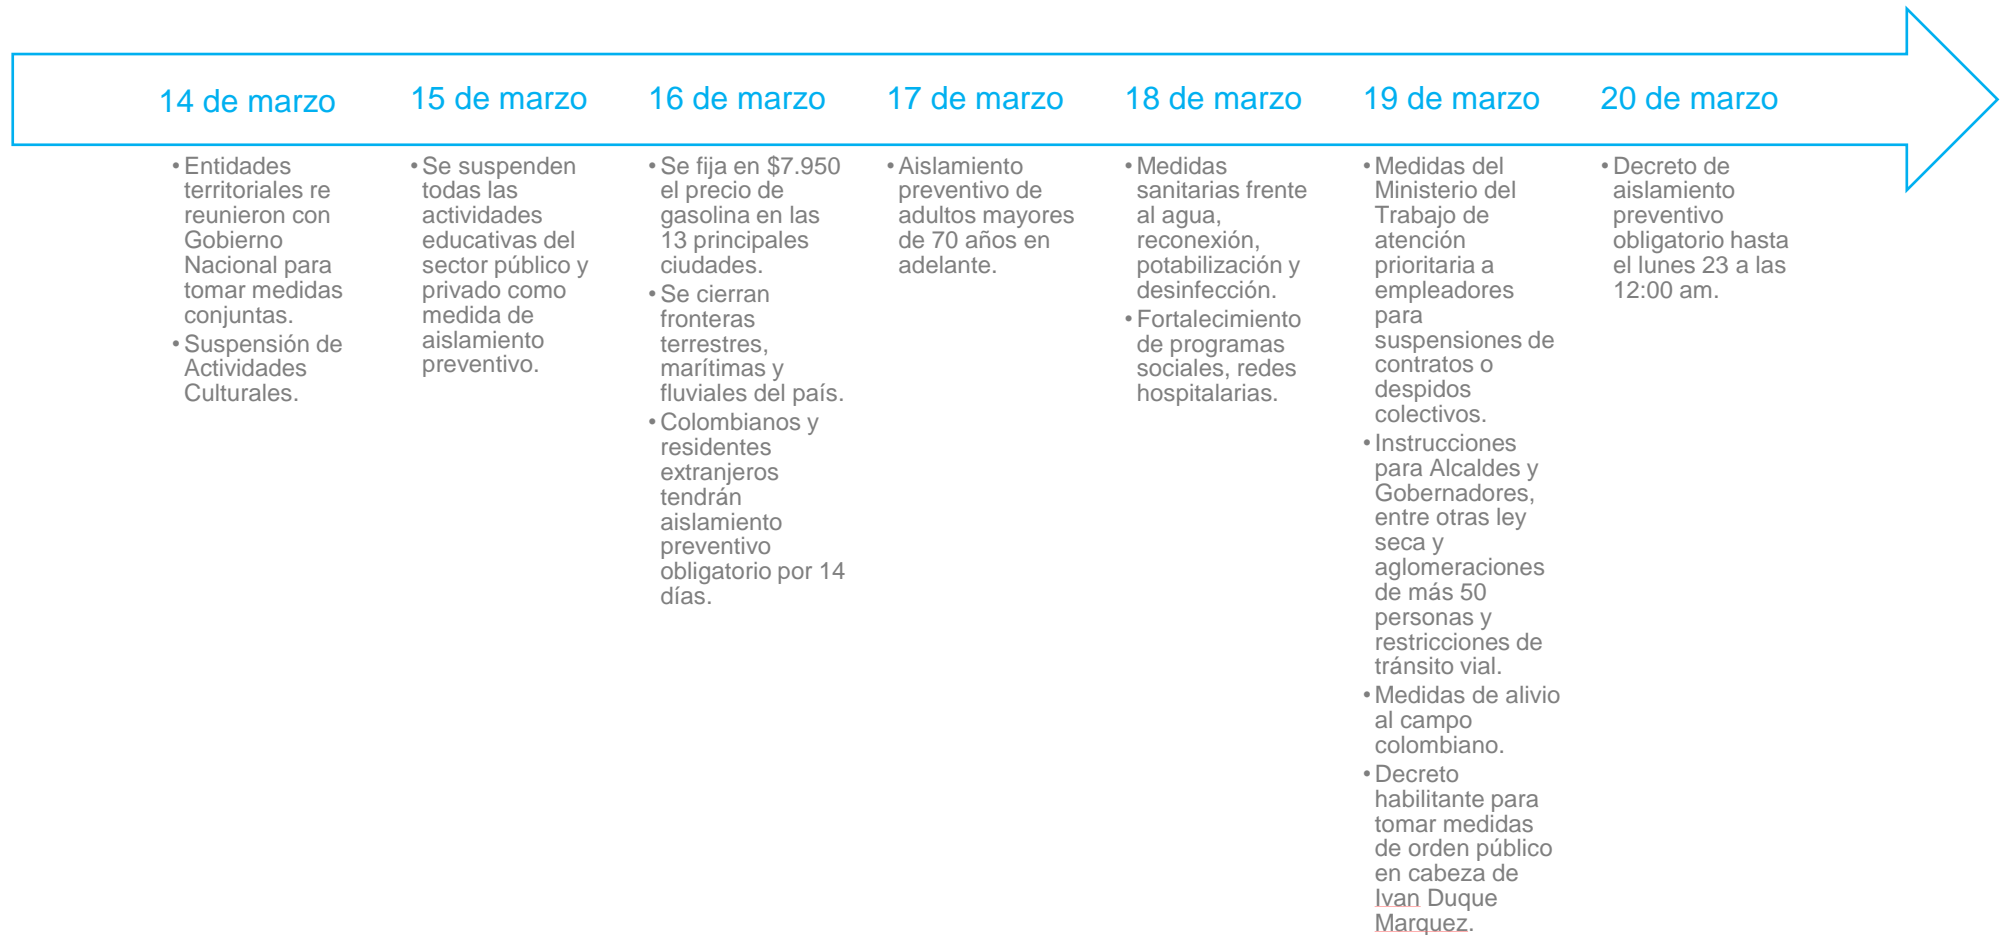 14 de marzo
• Entidades
territoriales re
reunieron con
Gobierno
Nacional para
tomar medidas
conjuntas.
• Suspensión de
Actividades
Culturales.
15 de marzo
• Se suspenden
todas las
actividades
educativas del
sector público y
privado como
medida de
aislamiento
preventivo.
16 de marzo
• Se fija en $7.950
el precio de
gasolina en las
13 principales
ciudades.
• Se cierran
fronteras
terrestres,
marítimas y
fluviales del país.
• Colombianos y
residentes
extranjeros
tendrán
aislamiento
preventivo
obligatorio por 14
días.
17 de marzo
• Aislamiento
preventivo de
adultos mayores
de 70 años en
adelante.
18 de marzo
• Medidas
sanitarias frente
al agua,
reconexión,
potabilización y
desinfección.
• Fortalecimiento
de programas
sociales, redes
hospitalarias.
19 de marzo
• Medidas del
Ministerio del
Trabajo de
atención
prioritaria a
empleadores
para
suspensiones de
contratos o
despidos
colectivos.
• Instrucciones
para Alcaldes y
Gobernadores,
entre otras ley
seca y
aglomeraciones
de más 50
personas y
restricciones de
tránsito vial.
• Medidas de alivio
al campo
colombiano.
• Decreto
habilitante para
tomar medidas
de orden público
en cabeza de
Ivan Duque
Marquez.
20 de marzo
• Decreto de
aislamiento
preventivo
obligatorio hasta
el lunes 23 a las
12:00 am.